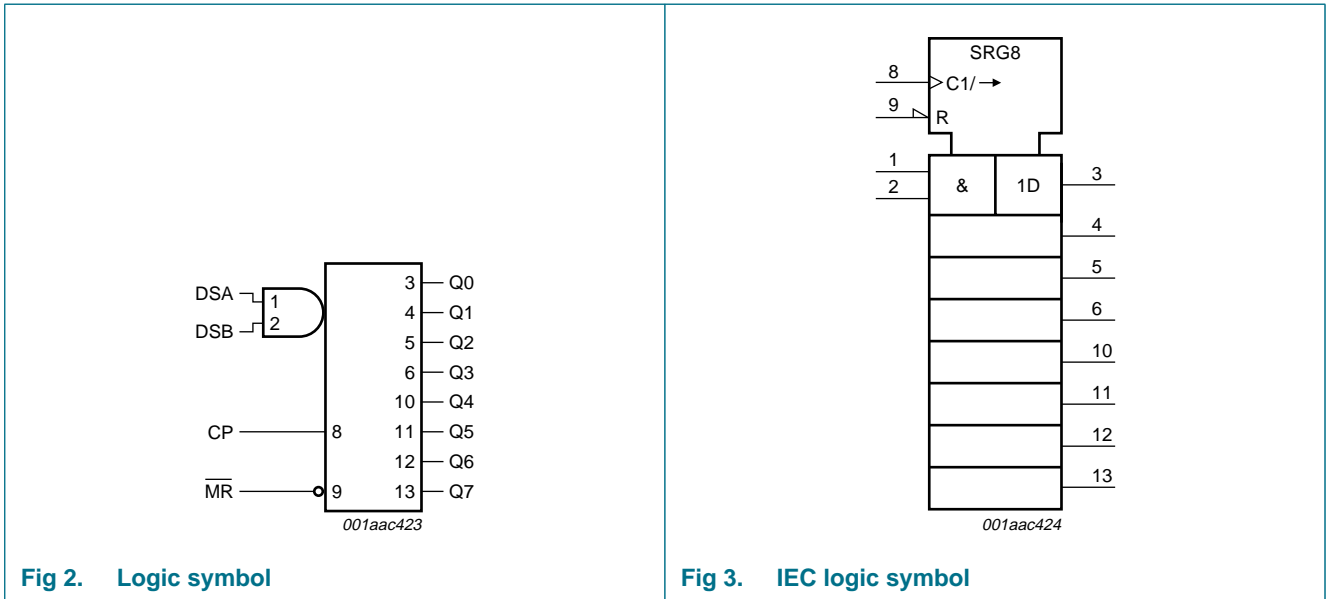 DSA
DSB
1
2
CP
8
MR
9
3 Q0
4 Q1
5 Q2
6 Q3
10 Q4
11 Q5
12 Q6
13 Q7
001aac423
Fig 2. Logic symbol
SRG8
8
C1/→
9
R
1
2
&
1D
3
4
5
6
10
11
12
13
001aac424
Fig 3. IEC logic symbol